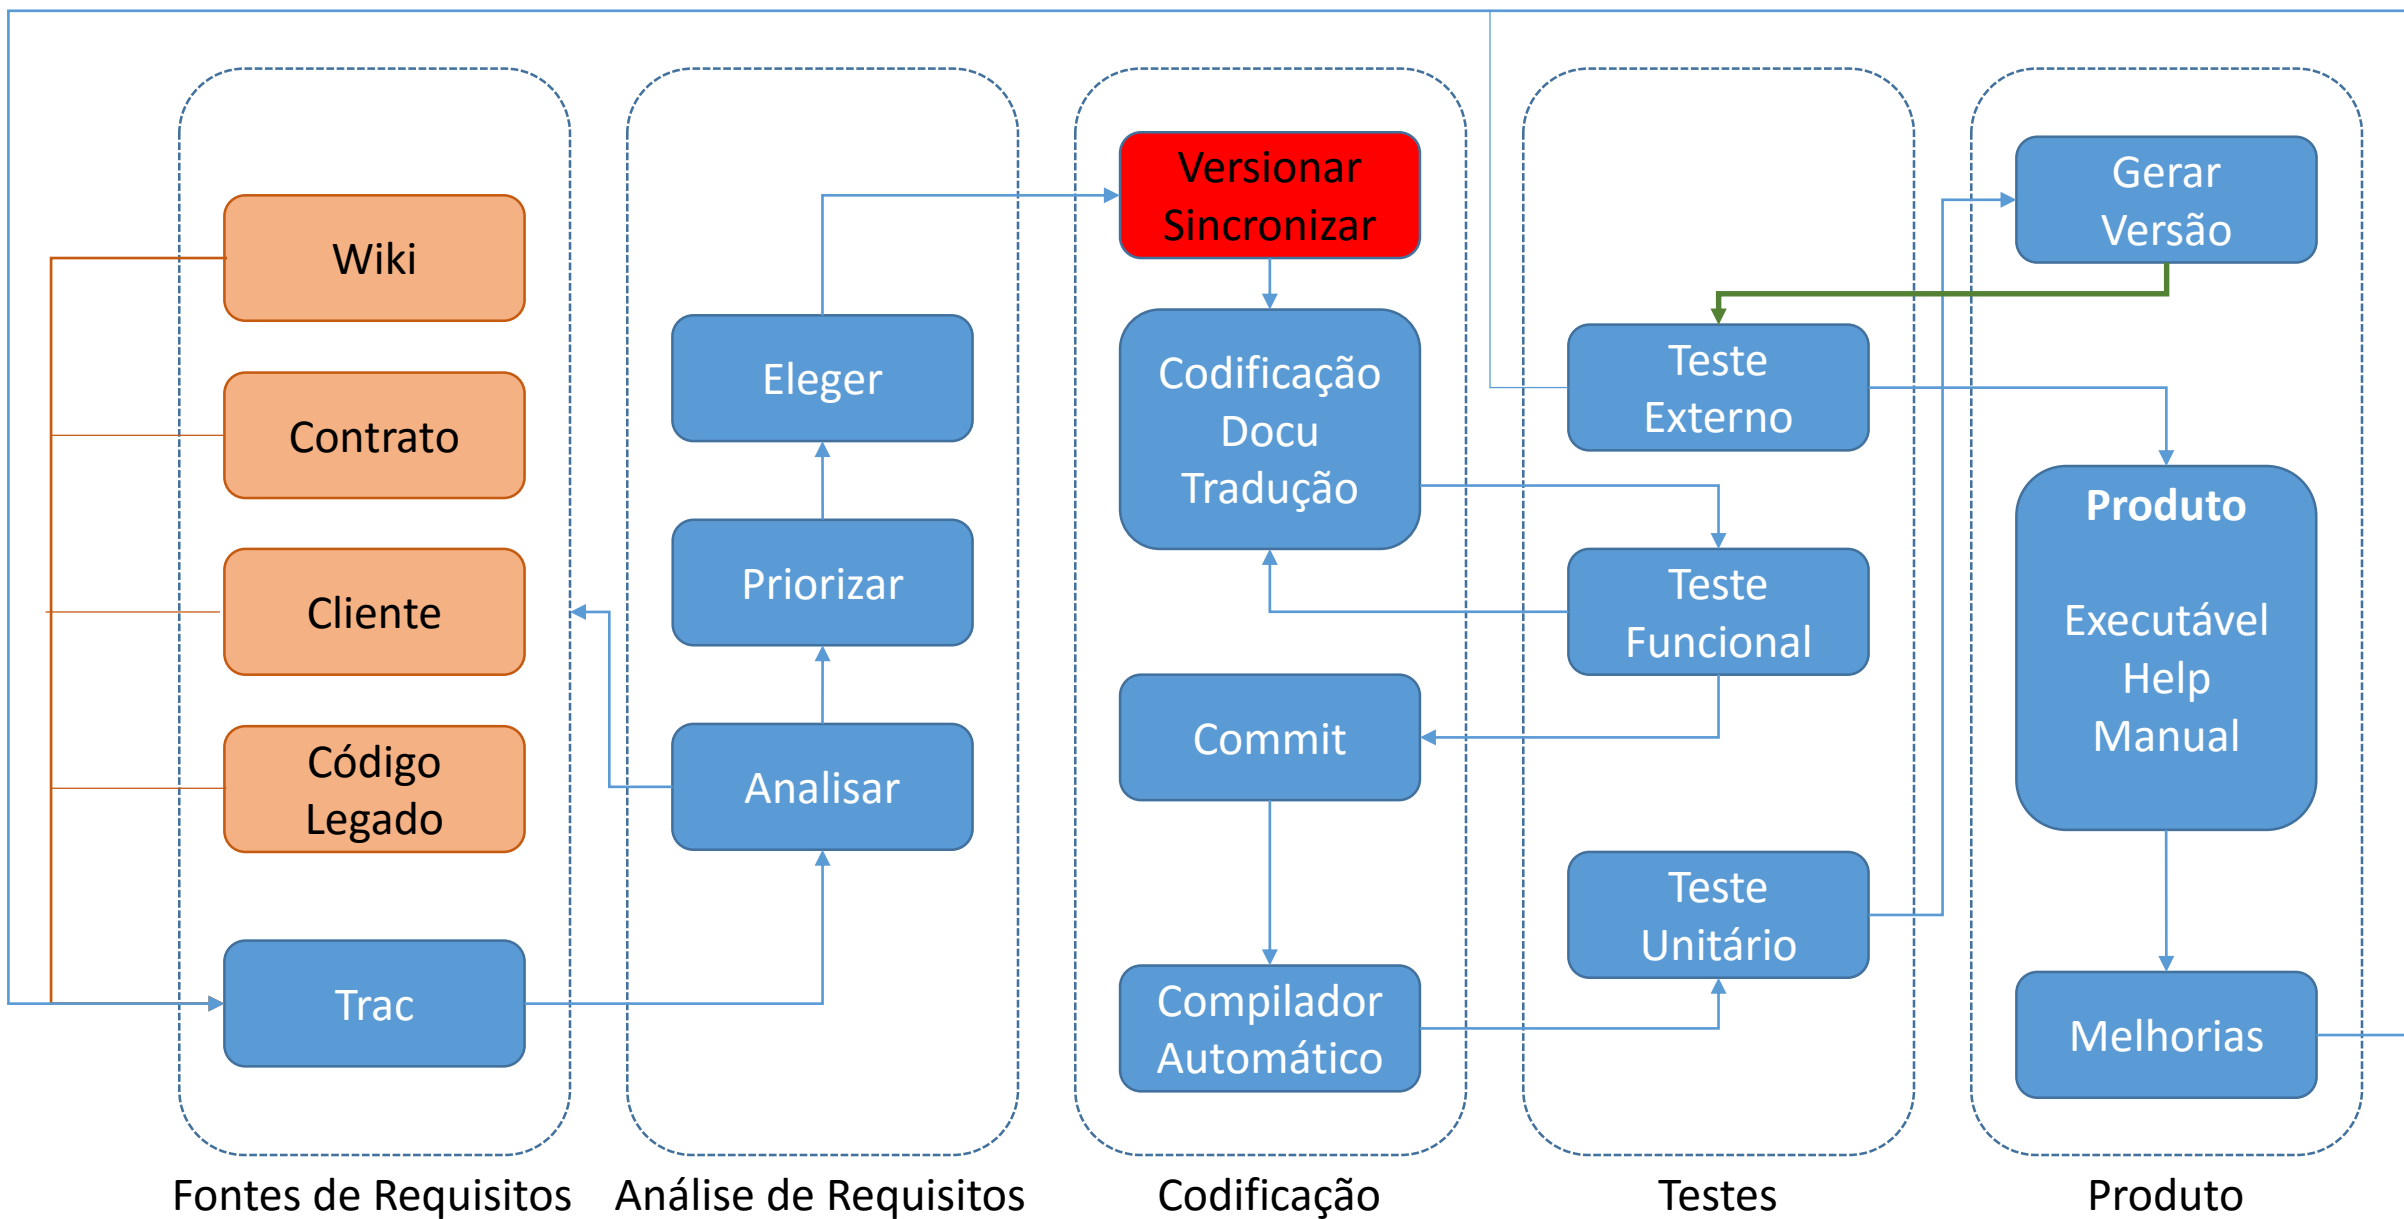 Wiki
Contrato
Cliente
Código
Legado
Trac
Fontes de Requisitos
Eleger
Priorizar
Analisar
Análise de Requisitos
Versionar
Sincronizar
Codificação
Docu
Tradução
Commit
Compilador
Automático
Codificação
Teste
Externo
Teste
Funcional
Teste
Unitário
Testes
Gerar
Versão
Produto
Executável
Help
Manual
Melhorias
Produto